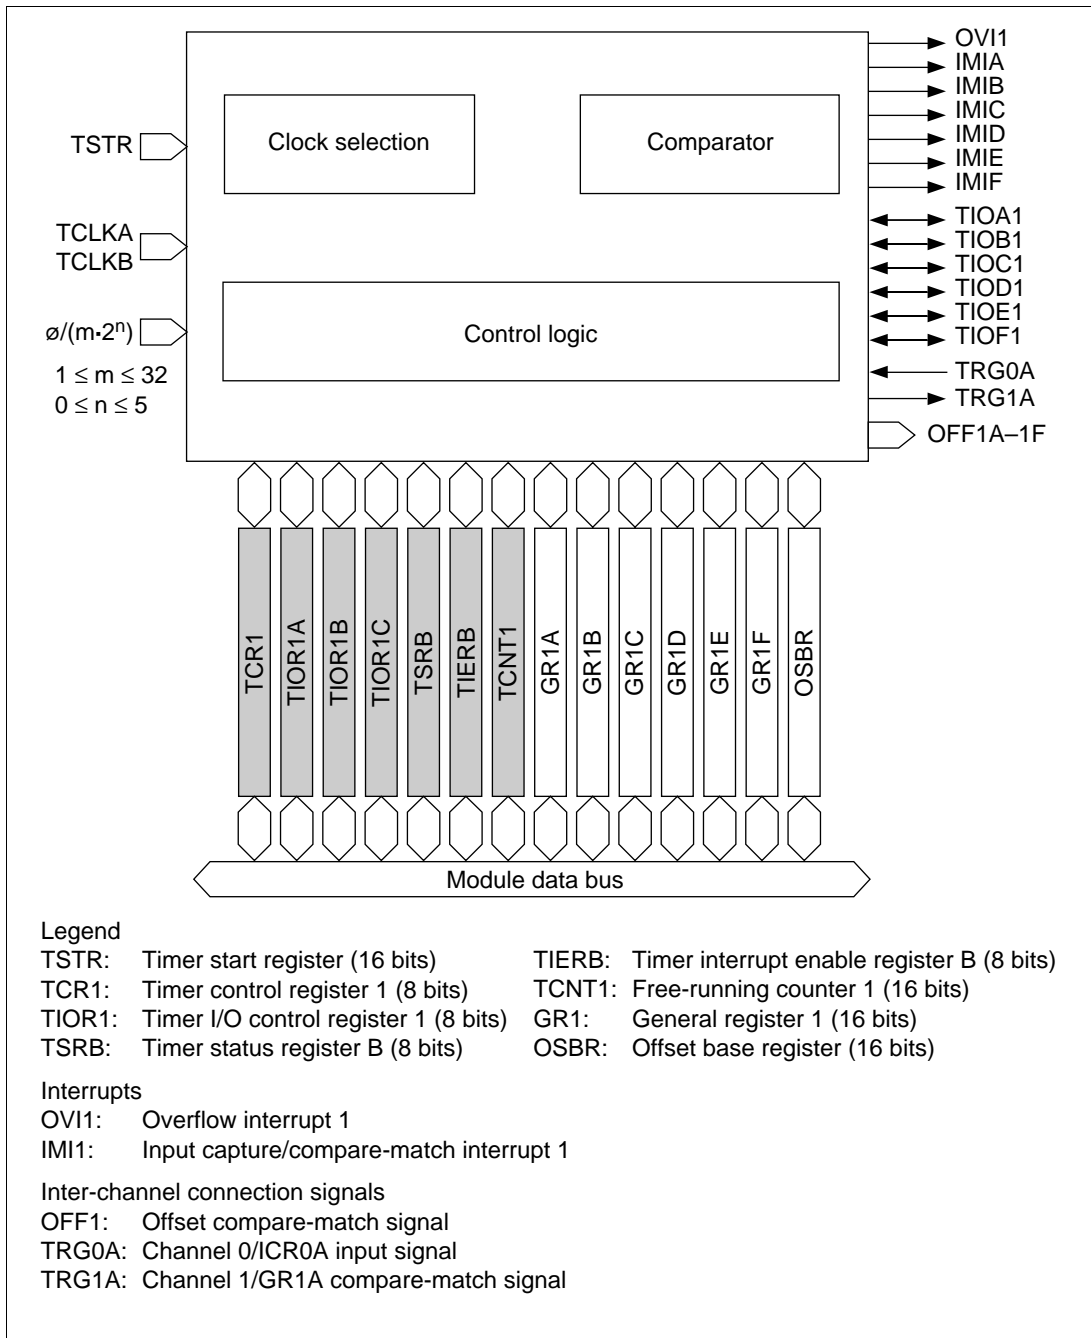 OVI1
IMIA
IMIB
IMIC
IMID
IMIE
IMIF
Clock selection
Comparator
TSTR
TCLKA
TCLKB
TIOA1
TIOB1
TIOC1
TIOD1
TIOE1
TIOF1
ø/(m·2ⁿ)
1 ≤ m ≤ 32
0 ≤ n ≤ 5
Control logic
TRG0A
TRG1A
OFF1A–1F
TCR1
TIOR1A
TIOR1B
TIOR1C
TSRB
TIERB
TCNT1
GR1A
GR1B
GR1C
GR1D
GR1E
GR1F
OSBR
Module data bus
Legend
TSTR: Timer start register (16 bits)
TCR1: Timer control register 1 (8 bits)
TIOR1: Timer I/O control register 1 (8 bits)
TSRB: Timer status register B (8 bits)
TIERB: Timer interrupt enable register B (8 bits)
TCNT1: Free-running counter 1 (16 bits)
GR1: General register 1 (16 bits)
OSBR: Offset base register (16 bits)
Interrupts
OVI1: Overflow interrupt 1
IMI1: Input capture/compare-match interrupt 1
Inter-channel connection signals
OFF1: Offset compare-match signal
TRG0A: Channel 0/ICR0A input signal
TRG1A: Channel 1/GR1A compare-match signal